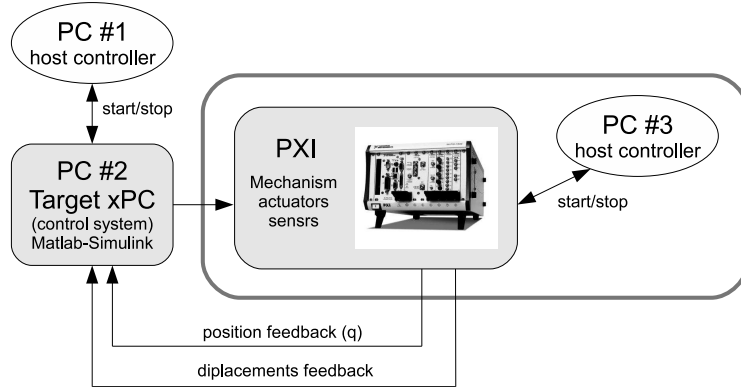 PC #1
host controller
start/stop
PC #2
Target xPC
(control system)
Matlab-Simulink
PXI
Mechanism
actuators
sensrs
PC #3
host controller
start/stop
position feedback (q)
diplacements feedback